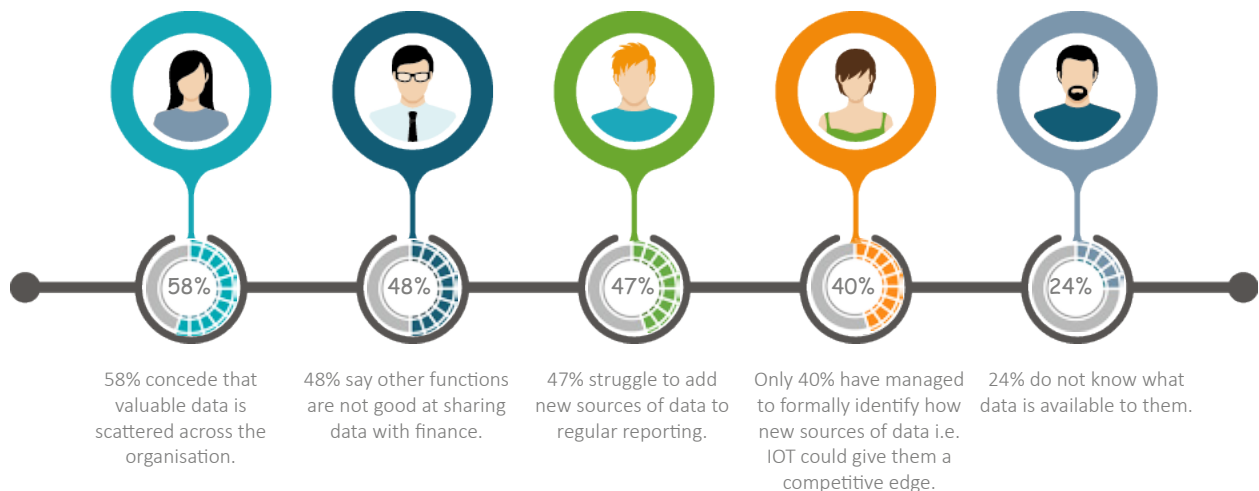 58%
48%
47%
40%
24%
58% concede that
valuable data is
scattered across the
organisation.
48% say other functions
are not good at sharing
data with finance.
47% struggle to add
new sources of data to
regular reporting.
Only 40% have managed
to formally identify how
new sources of data i.e.
IOT could give them a
competitive edge.
24% do not know what
data is available to them.